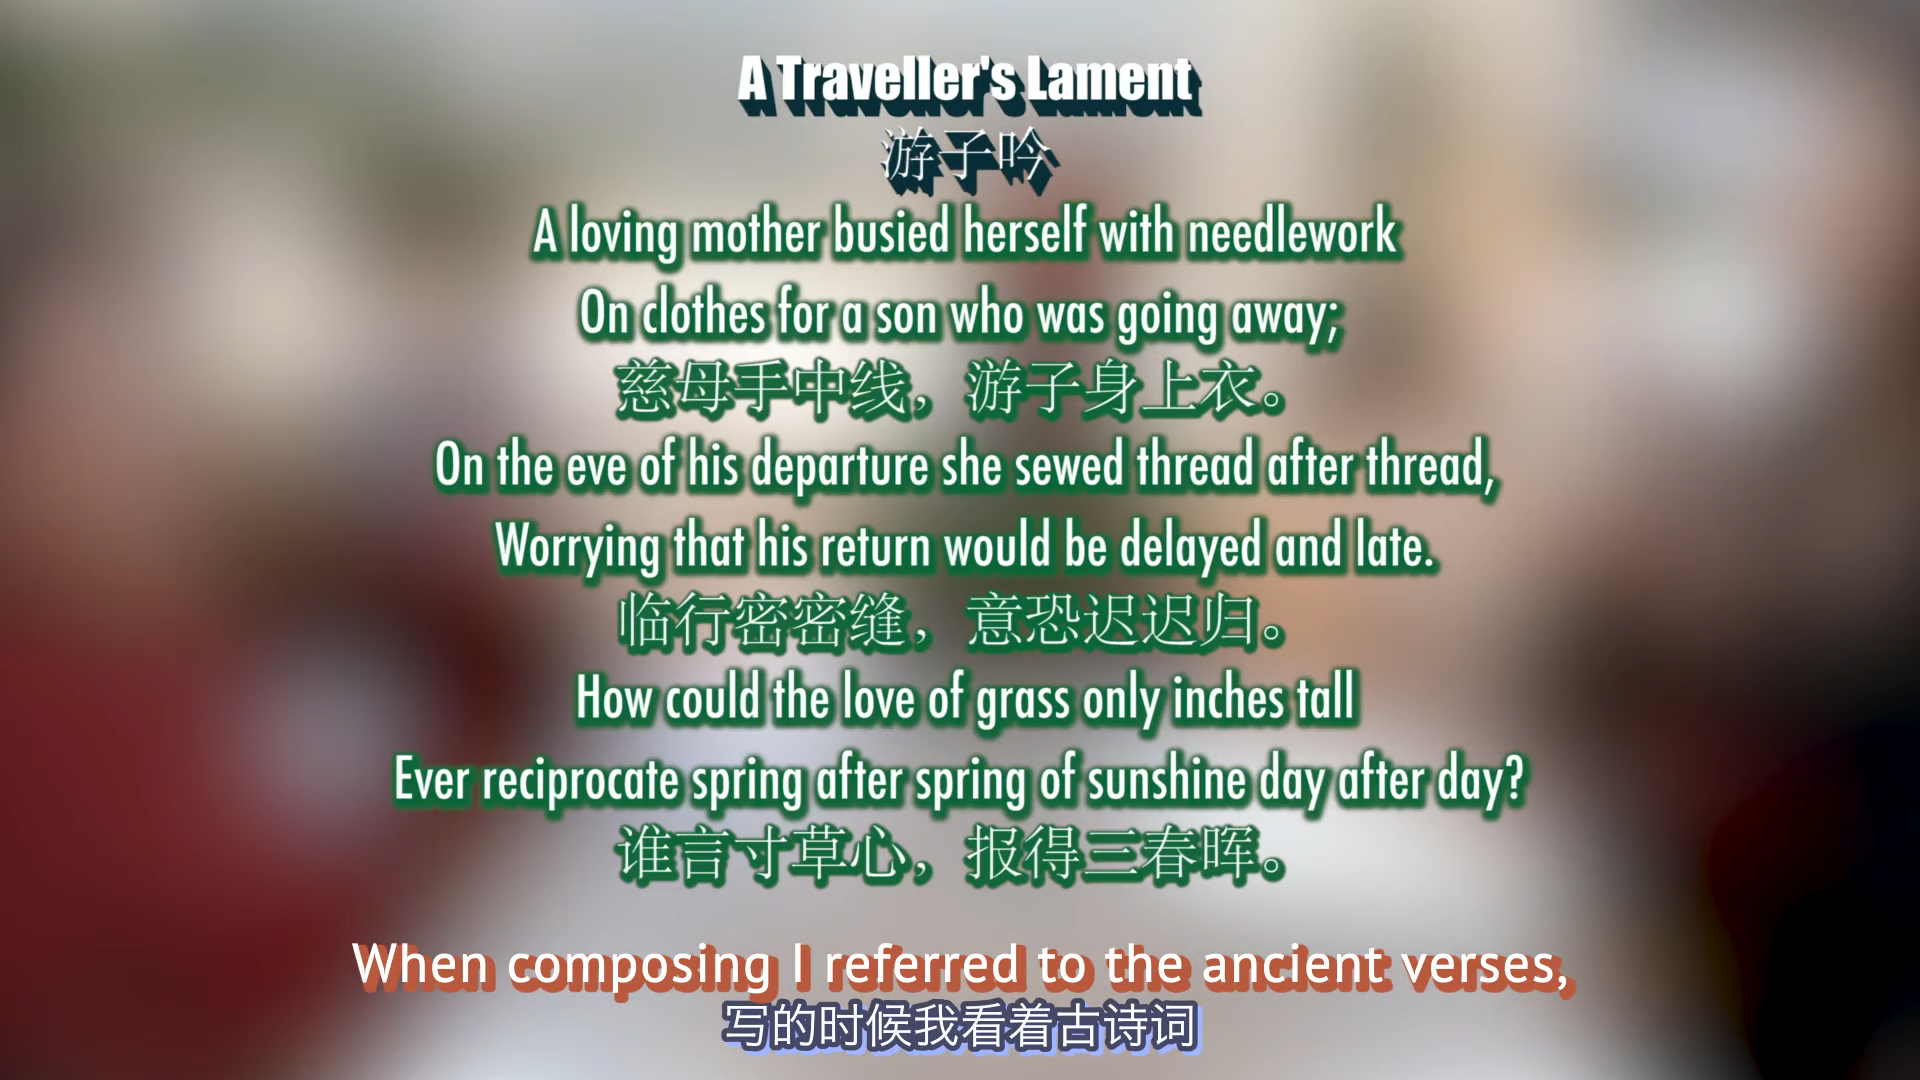 A Traveller's Lament
游子吟
A loving mother busied herself with needlework
On clothes for a son who was going away;
慈母手中线，游子身上衣。
On the eve of his departure she sewed thread after thread,
Worrying that his return would be delayed and late.
临行密密缝，意恐迟迟归。
How could the love of grass only inches tall
Ever reciprocate spring after spring of sunshine day after day?
谁言寸草心，报得三春晖。
When composing I referred to the ancient verses,
写的时候我看着古诗词